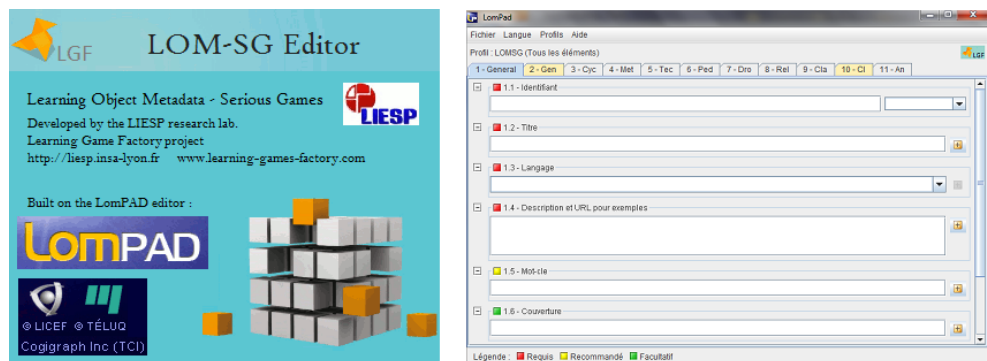 LGF
LOM-SG Editor
Learning Object Metadata - Serious Games
LIESP
Developed by the LIESP research lab.
Learning Game Factory project
http://liesp.insa-lyon.fr www.learning-games-factory.com
Built on the LomPAD editor :
LomPAD
© LICEF © TÉLUQ
Cogigraph Inc (TCI)
LomPad
Fichier Langue Profils Aide
Profil : LOMSG (Tous les éléments)
LGF
1 - General 2 - Gen 3 - Cyc 4 - Met 5 - Tec 6 - Ped 7 - Dro 8 - Rel 9 - Cla 10 - Cl 11 - An
1.1 - Identifiant
1.2 - Titre
1.3 - Langage
1.4 - Description et URL pour exemples
1.5 - Mot-cle
1.6 - Couverture
Légende : Requis Recommandé Facultatif